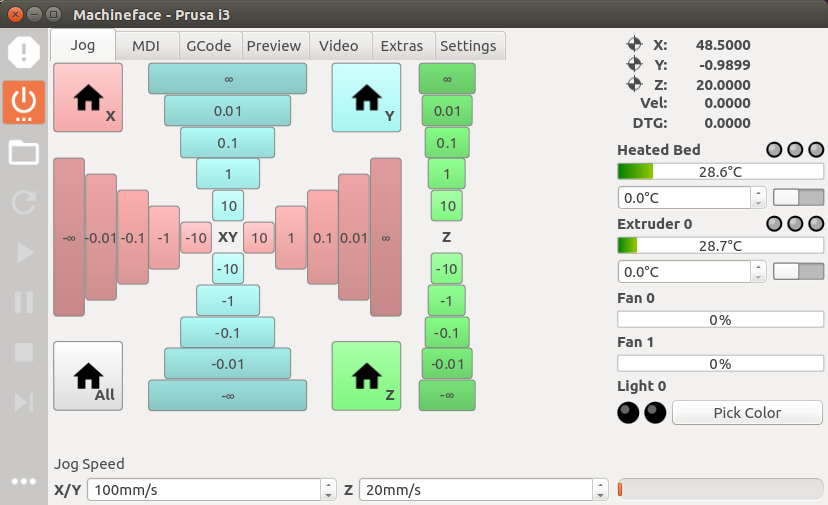 Machineface - Prusa i3
Jog MDI GCode Preview Video Extras Settings
X: 48.5000
Y: -0.9899
Z: 20.0000
Vel: 0.0000
DTG: 0.0000
X
∞
0.01
0.1
1
10
Y
∞
0.01
0.1
1
10
-∞ -0.01 -0.1 -1 -10 XY 10 1 0.1 0.01 ∞
Z
-10
-1
-0.1
-0.01
-∞
-10
-1
-0.1
-0.01
-∞
All
Z
Heated Bed
28.6°C
0.0°C
Extruder 0
28.7°C
0.0°C
Fan 0
0%
Fan 1
0%
Light 0
Pick Color
Jog Speed
X/Y 100mm/s Z 20mm/s